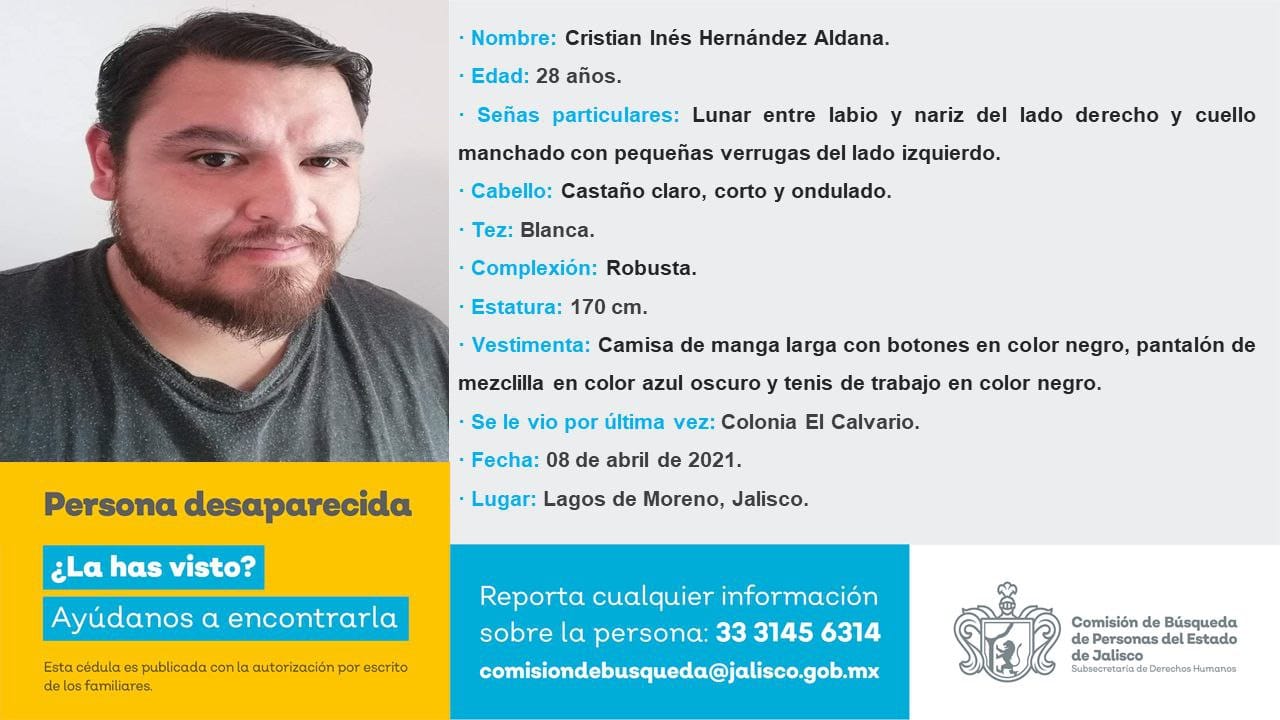 · Nombre: Cristian Inés Hernández Aldana.
· Edad: 28 años.
· Señas particulares: Lunar entre labio y nariz del lado derecho y cuello
manchado con pequeñas verrugas del lado izquierdo.
· Cabello: Castaño claro, corto y ondulado.
· Tez: Blanca.
· Complexión: Robusta.
· Estatura: 170 cm.
· Vestimenta: Camisa de manga larga con botones en color negro, pantalón de
mezclilla en color azul oscuro y tenis de trabajo en color negro.
· Se le vio por última vez: Colonia El Calvario.
· Fecha: 08 de abril de 2021.
· Lugar: Lagos de Moreno, Jalisco.
Persona desaparecida
¿La has visto?
Ayúdanos a encontrarla
Esta cédula es publicada con la autorización por escrito
de los familiares.
Reporta cualquier información
sobre la persona: 33 3145 6314
comisiondebusqueda@jalisco.gob.mx
Comisión de Búsqueda
de Personas del Estado
de Jalisco
Subsecretaría de Derechos Humanos